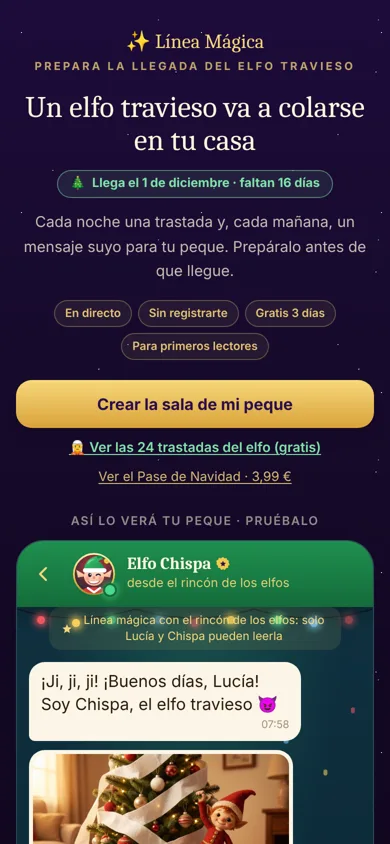 ✨ Línea Mágica
PREPARA LA LLEGADA DEL ELFO TRAVIESO
Un elfo travieso va a colarse
en tu casa
🎄 Llega el 1 de diciembre · faltan 16 días
Cada noche una trastada y, cada mañana, un
mensaje suyo para tu peque. Prepáralo antes de
que llegue.
En directo
Sin registrarte
Gratis 3 días
Para primeros lectores
Crear la sala de mi peque
🧝 Ver las 24 trastadas del elfo (gratis)
Ver el Pase de Navidad · 3,99 €
ASÍ LO VERÁ TU PEQUE · PRUÉBALO
Elfo Chispa
desde el rincón de los elfos
Línea mágica con el rincón de los elfos: solo
Lucía y Chispa pueden leerla
¡Ji, ji, ji! ¡Buenos días, Lucía!
Soy Chispa, el elfo travieso 😈
07:58